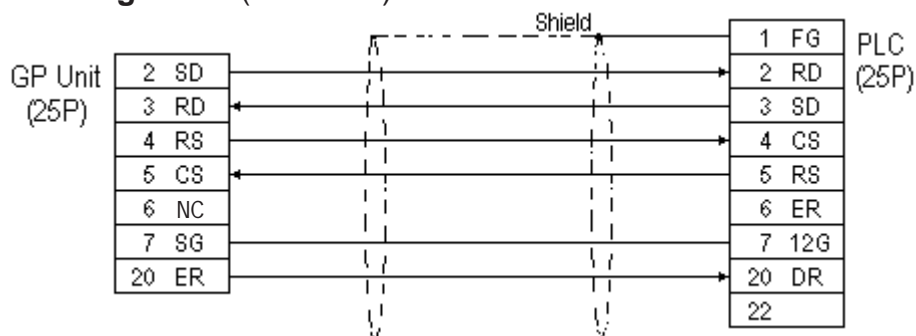 Shield
GP Unit
(25P)
2 SD
3 RD
4 RS
5 CS
6 NC
7 SG
20 ER
1 FG
2 RD
3 SD
4 CS
5 RS
6 ER
7 12G
20 DR
22
PLC
(25P)